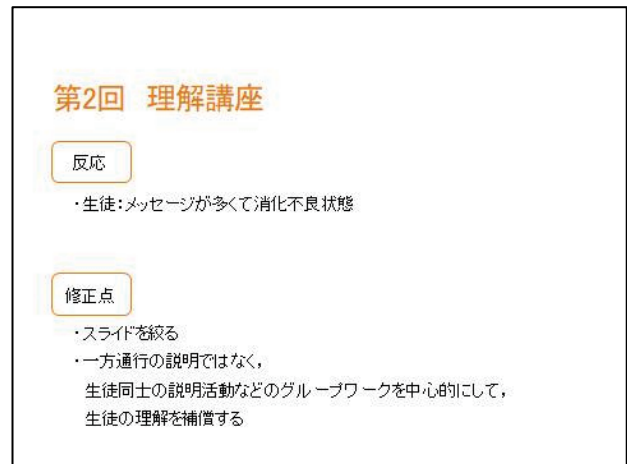 第2回　理解講座
反応
・生徒:メッセージが多くて消化不良状態
修正点
・スライドを絞る
・一方通行の説明ではなく,
生徒同士の説明活動などのグループワークを中心的にして,
生徒の理解を補償する